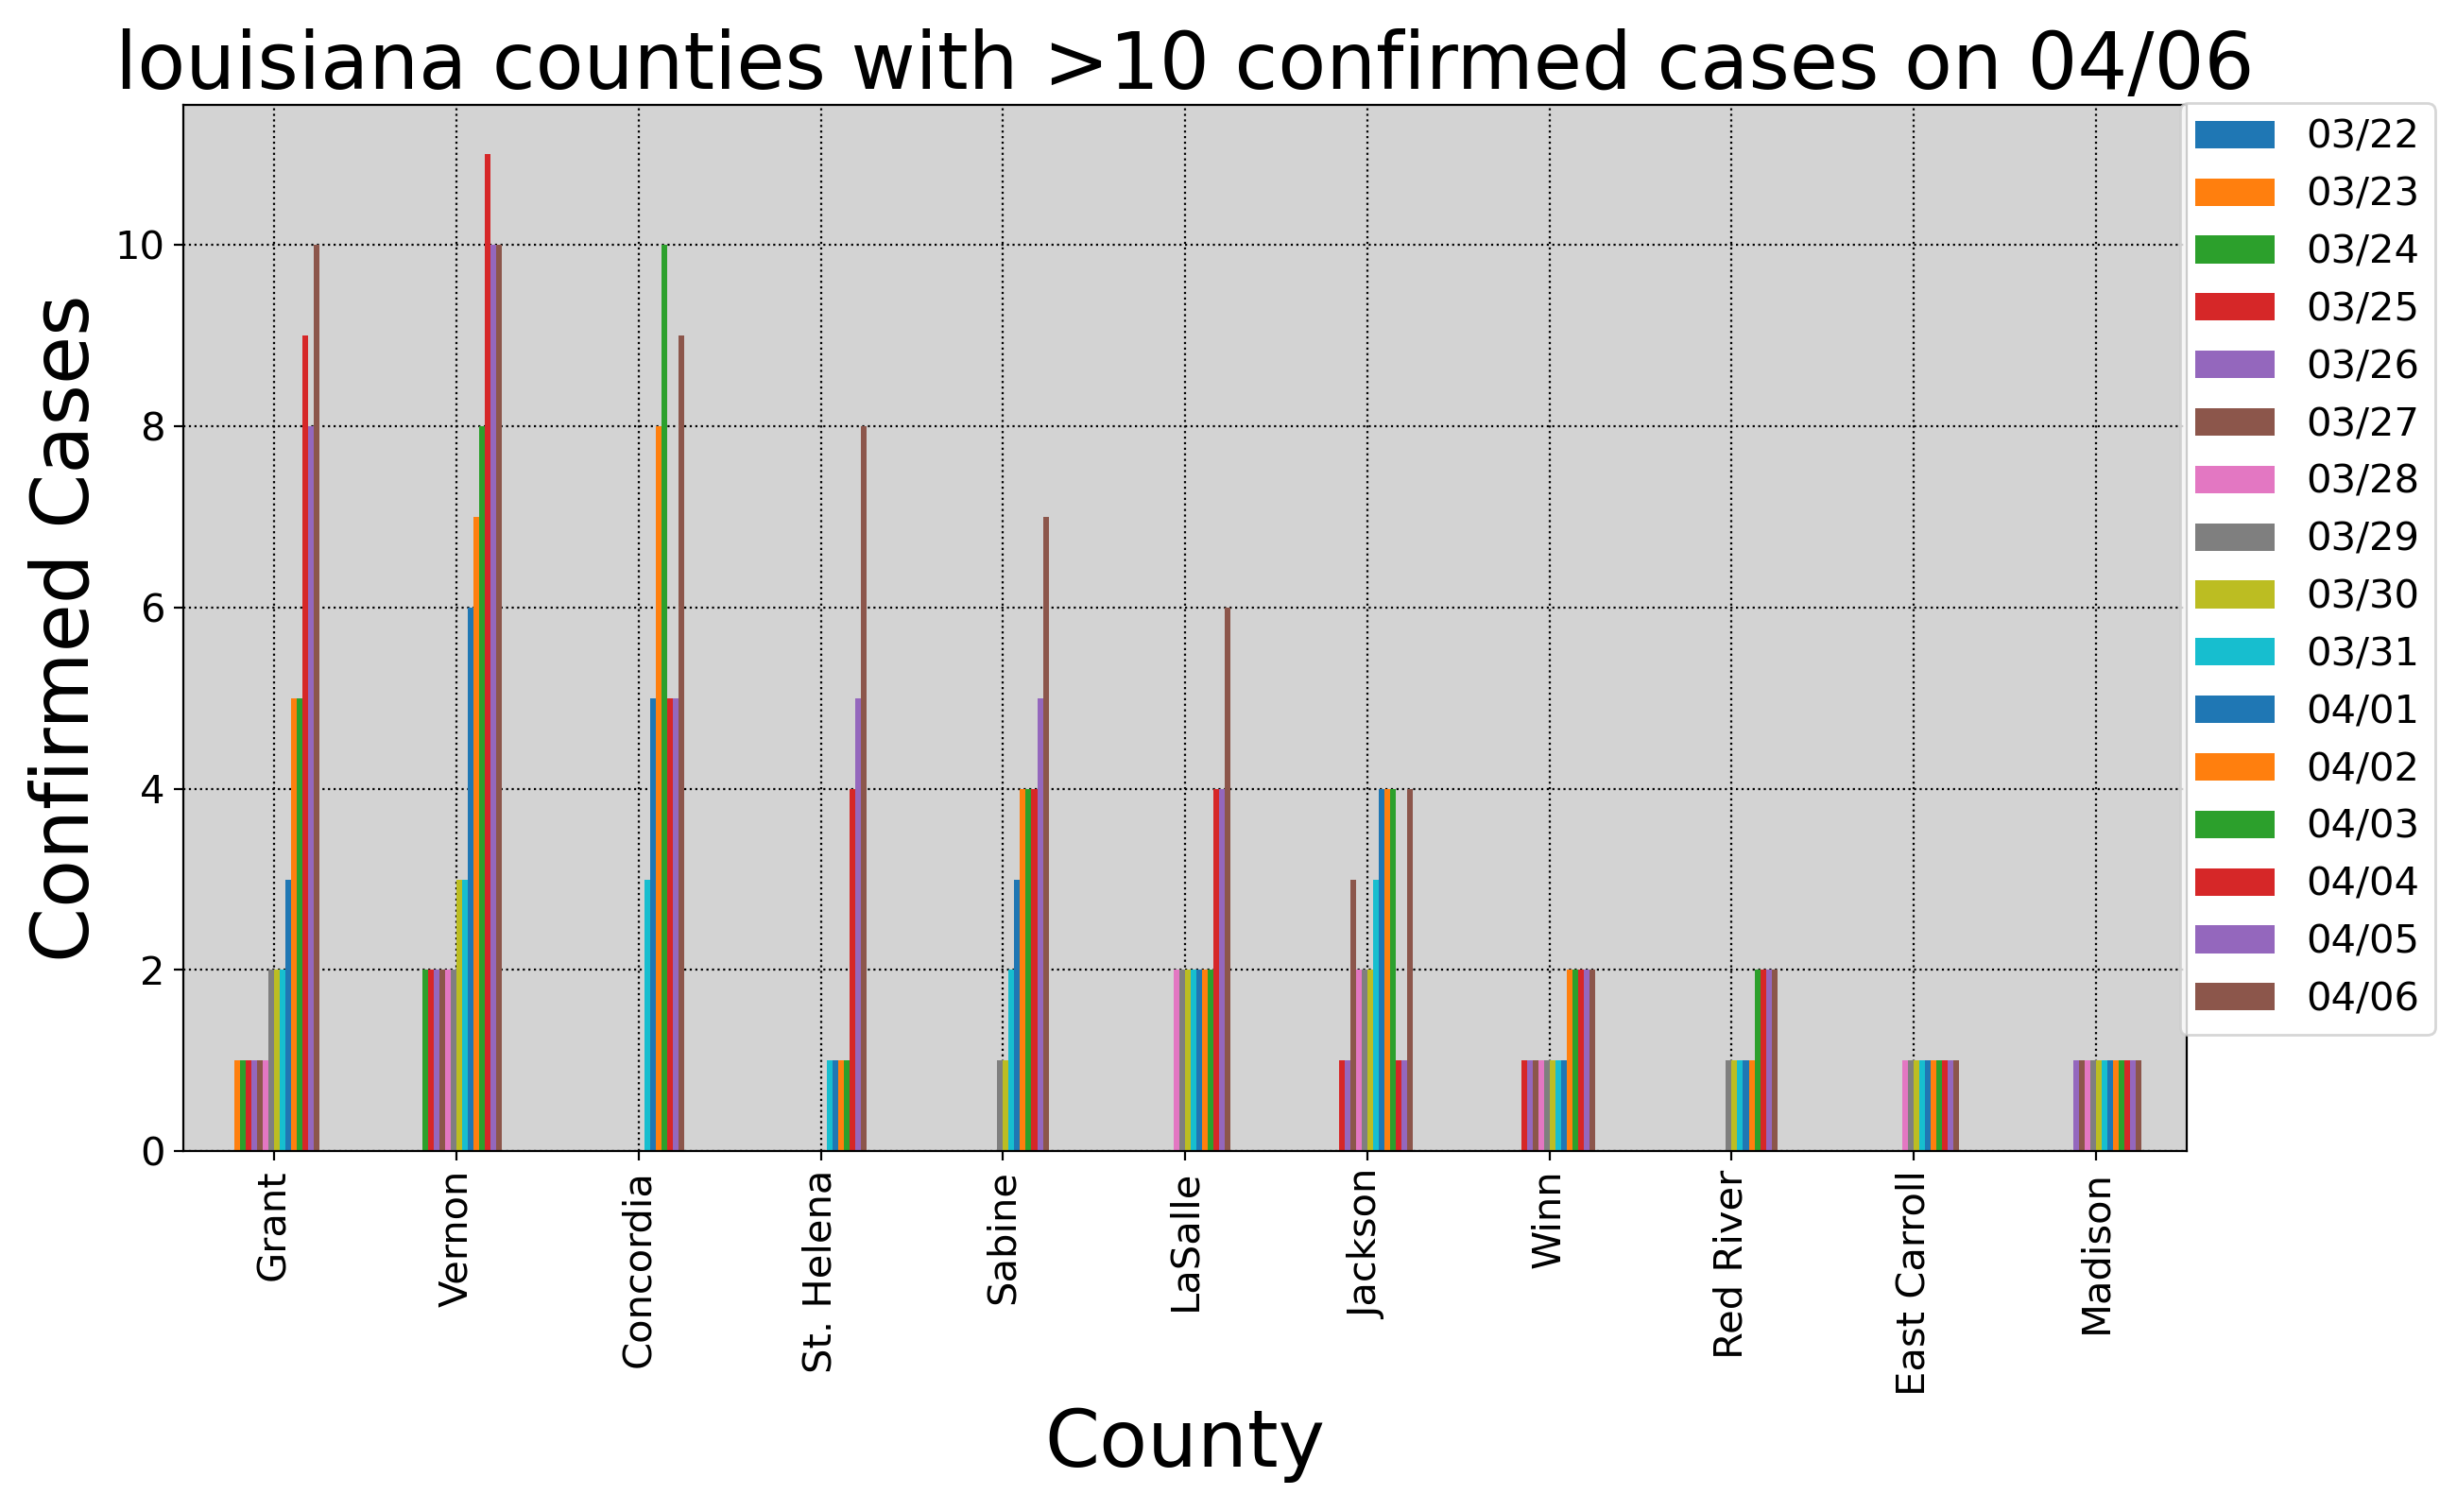 louisiana counties with >10 confirmed cases on 04/06
Confirmed Cases
10
8
6
4
2
0
Grant
Vernon
Concordia
St. Helena
Sabine
LaSalle
Jackson
Winn
Red River
East Carroll
Madison
County
03/22
03/23
03/24
03/25
03/26
03/27
03/28
03/29
03/30
03/31
04/01
04/02
04/03
04/04
04/05
04/06